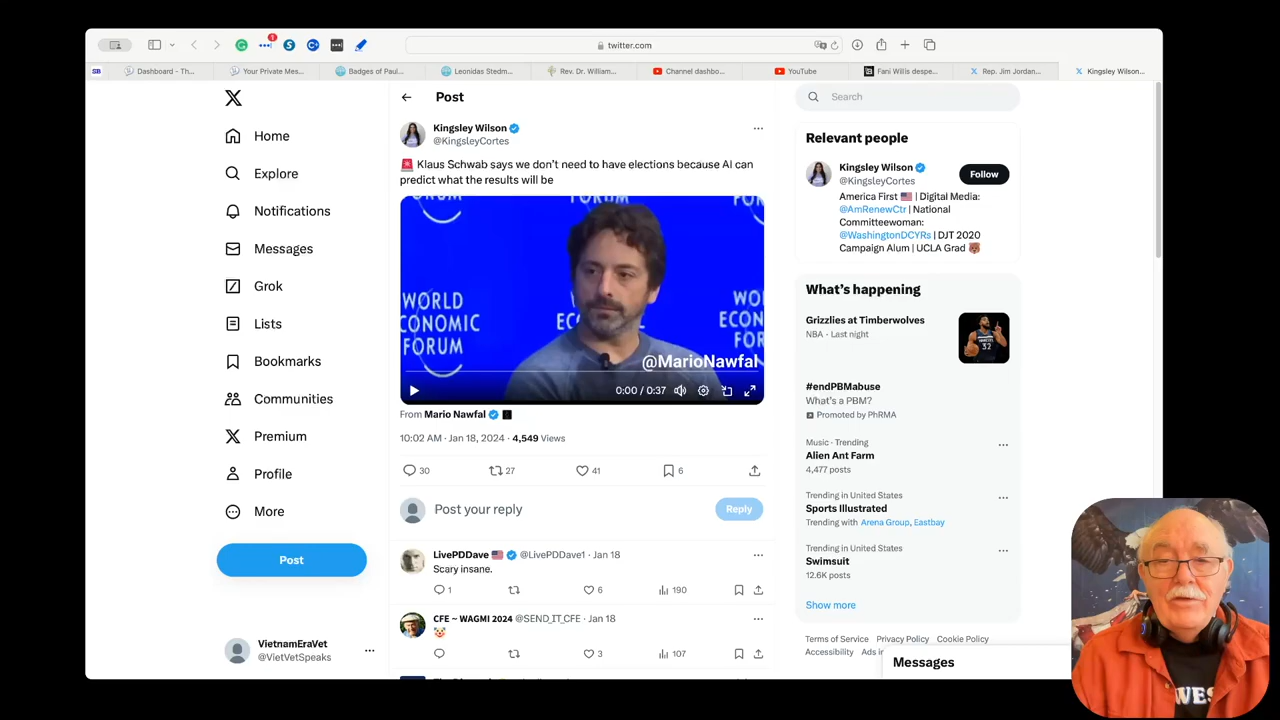 twitter.com
1
SB
Dashboard - Th...
Your Private Mes...
Badges of Paul...
Leonidas Stedm...
Rev. Dr. William...
Channel dashbo...
YouTube
Fani Willis despe...
Rep. Jim Jordan...
Kingsley Wilson...
Home
Explore
Notifications
Messages
Grok
Lists
Bookmarks
Communities
Premium
Profile
More
Post
VietnamEraVet
@VietVetSpeaks
Post
Kingsley Wilson
@KingsleyCortes
Klaus Schwab says we don't need to have elections because AI can
predict what the results will be
FORUM
WORLD
ECONOMIC
FORUM
@MarioNawfal
0:00 / 0:37
From Mario Nawfal
10:02 AM · Jan 18, 2024 · 4,549 Views
30 27 41 6
Post your reply
Reply
LivePDDave @LivePDDave1 · Jan 18
Scary insane.
1 6 190
CFE ~ WAGMI 2024 @SEND_IT_CFE · Jan 18
3 107
Search
Relevant people
Kingsley Wilson
@KingsleyCortes
Follow
America First | Digital Media:
@AmRenewCtr | National
Committeewoman:
@WashingtonDCYRs | DJT 2020
Campaign Alum | UCLA Grad
What's happening
Grizzlies at Timberwolves
NBA · Last night
#endPBMabuse
What's a PBM?
Promoted by PhRMA
Music · Trending
Alien Ant Farm
4,477 posts
Trending in United States
Sports Illustrated
Trending with Arena Group, Eastbay
Trending in United States
Swimsuit
12.6K posts
Show more
Terms of Service Privacy Policy Cookie Policy
Accessibility
Messages